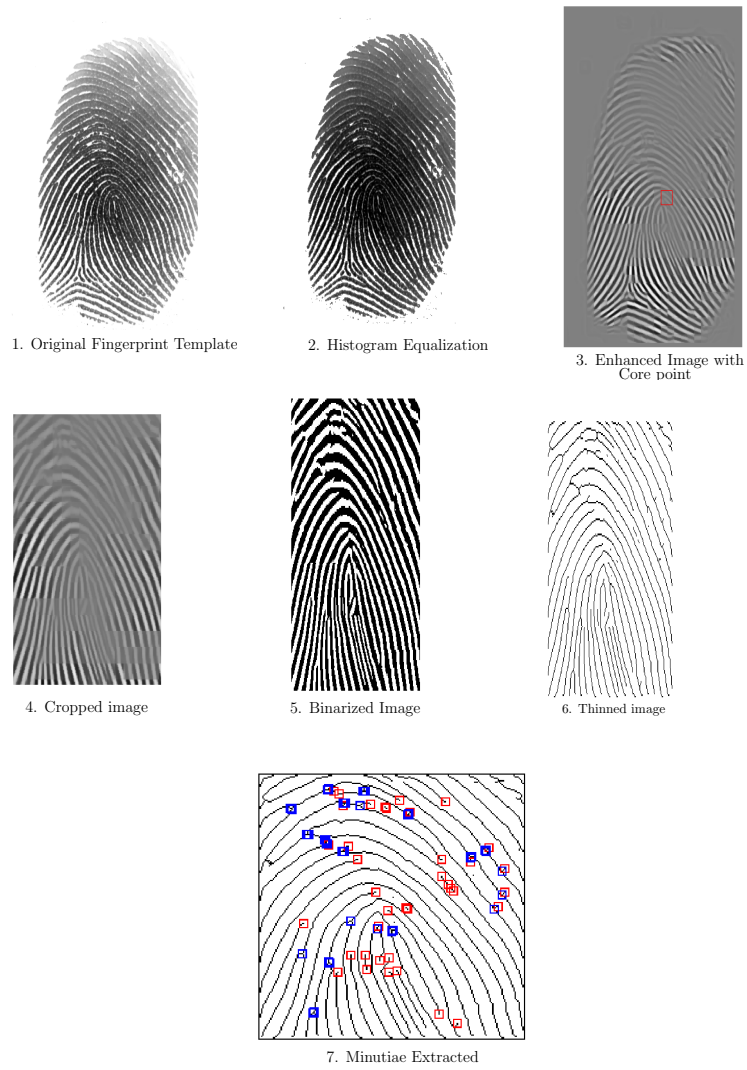 1. Original Fingerprint Template
2. Histogram Equalization
3. Enhanced Image with
Core point
4. Cropped image
5. Binarized Image
6. Thinned image
7. Minutiae Extracted